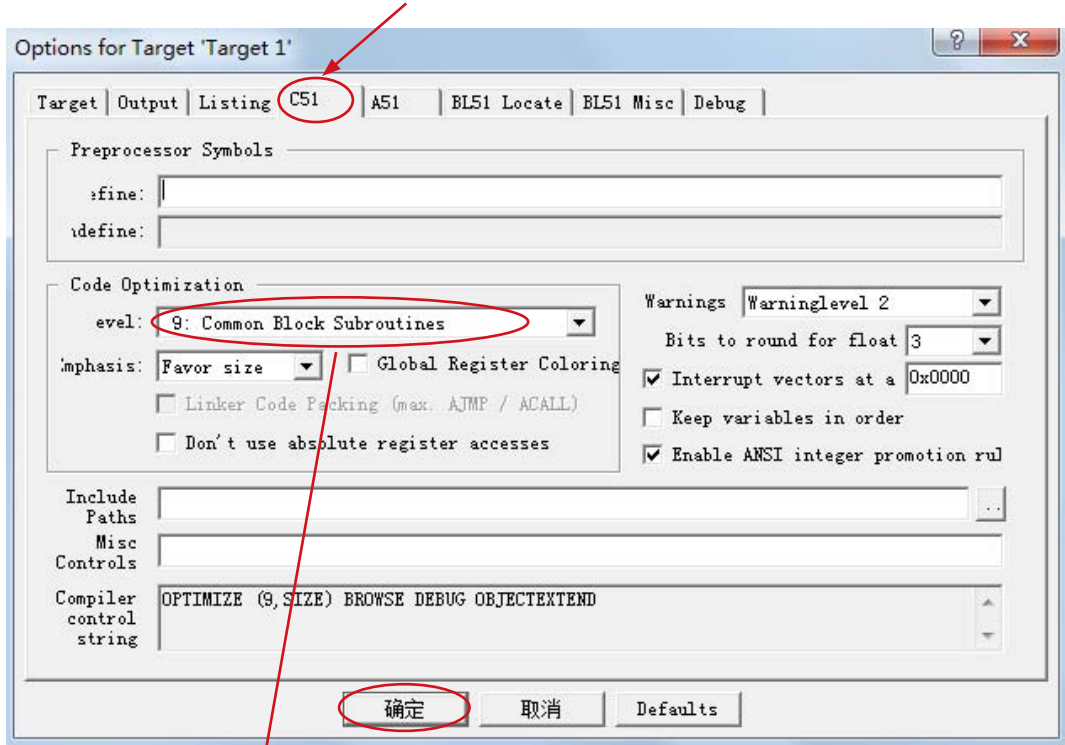 Options for Target 'Target 1'
Target Output Listing C51 A51 BL51 Locate BL51 Misc Debug
Preprocessor Symbols
efine:
define:
Code Optimization
evel: 9: Common Block Subroutines
Warnings Warninglevel 2
Bits to round for float 3
mphasis: Favor size Global Register Coloring
Interrupt vectors at a 0x0000
Linker Code Packing (max. AJMP / ACALL)
Keep variables in order
Don't use absolute register accesses
Enable ANSI integer promotion rul
Include
Paths
..
Misc
Controls
Compiler
control
string
OPTIMIZE (9,SIZE) BROWSE DEBUG OBJECTEXTEND
确定 取消 Defaults